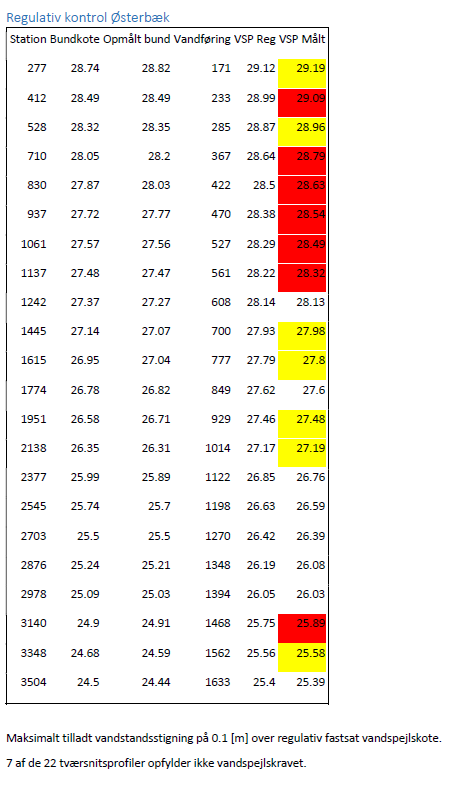 Regulativ kontrol Østerbæk
Station Bundkote Opmålt bund Vandføring VSP Reg VSP Målt
277 28.74 28.82 171 29.12 29.19
412 28.49 28.49 233 28.99 29.09
528 28.32 28.35 285 28.87 28.96
710 28.05 28.2 367 28.64 28.79
830 27.87 28.03 422 28.5 28.63
937 27.72 27.77 470 28.38 28.54
1061 27.57 27.56 527 28.29 28.49
1137 27.48 27.47 561 28.22 28.32
1242 27.37 27.27 608 28.14 28.13
1445 27.14 27.07 700 27.93 27.98
1615 26.95 27.04 777 27.79 27.8
1774 26.78 26.82 849 27.62 27.6
1951 26.58 26.71 929 27.46 27.48
2138 26.35 26.31 1014 27.17 27.19
2377 25.99 25.89 1122 26.85 26.76
2545 25.74 25.7 1198 26.63 26.59
2703 25.5 25.5 1270 26.42 26.39
2876 25.24 25.21 1348 26.19 26.08
2978 25.09 25.03 1394 26.05 26.03
3140 24.9 24.91 1468 25.75 25.89
3348 24.68 24.59 1562 25.56 25.58
3504 24.5 24.44 1633 25.4 25.39
Maksimalt tilladt vandstandsstigning på 0.1 [m] over regulativ fastsat vandspejlskote.
7 af de 22 tværsnitsprofiler opfylder ikke vandspejlskravet.